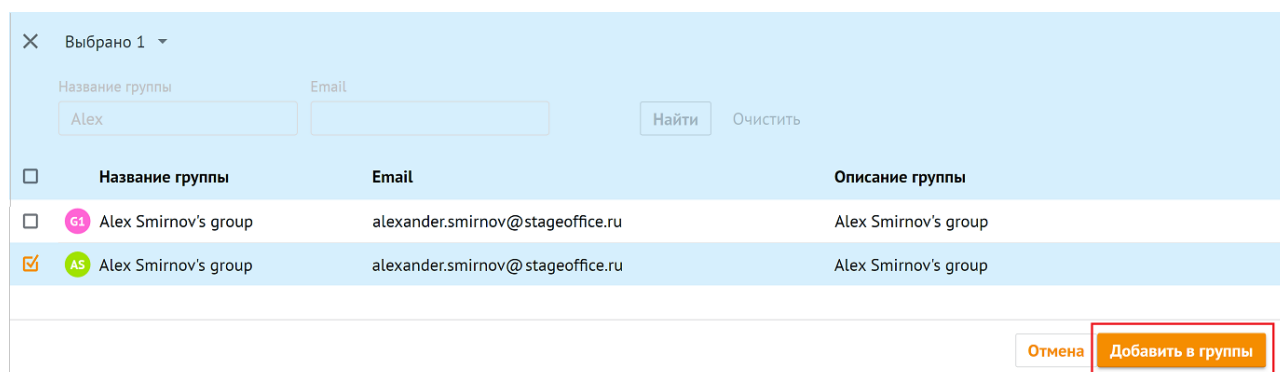 Выбрано 1
Название группы Email
Alex Найти Очистить
Название группы Email Описание группы
G1 Alex Smirnov's group alexander.smirnov@stageoffice.ru Alex Smirnov's group
AS Alex Smirnov's group alexander.smirnov@stageoffice.ru Alex Smirnov's group
Отмена Добавить в группы